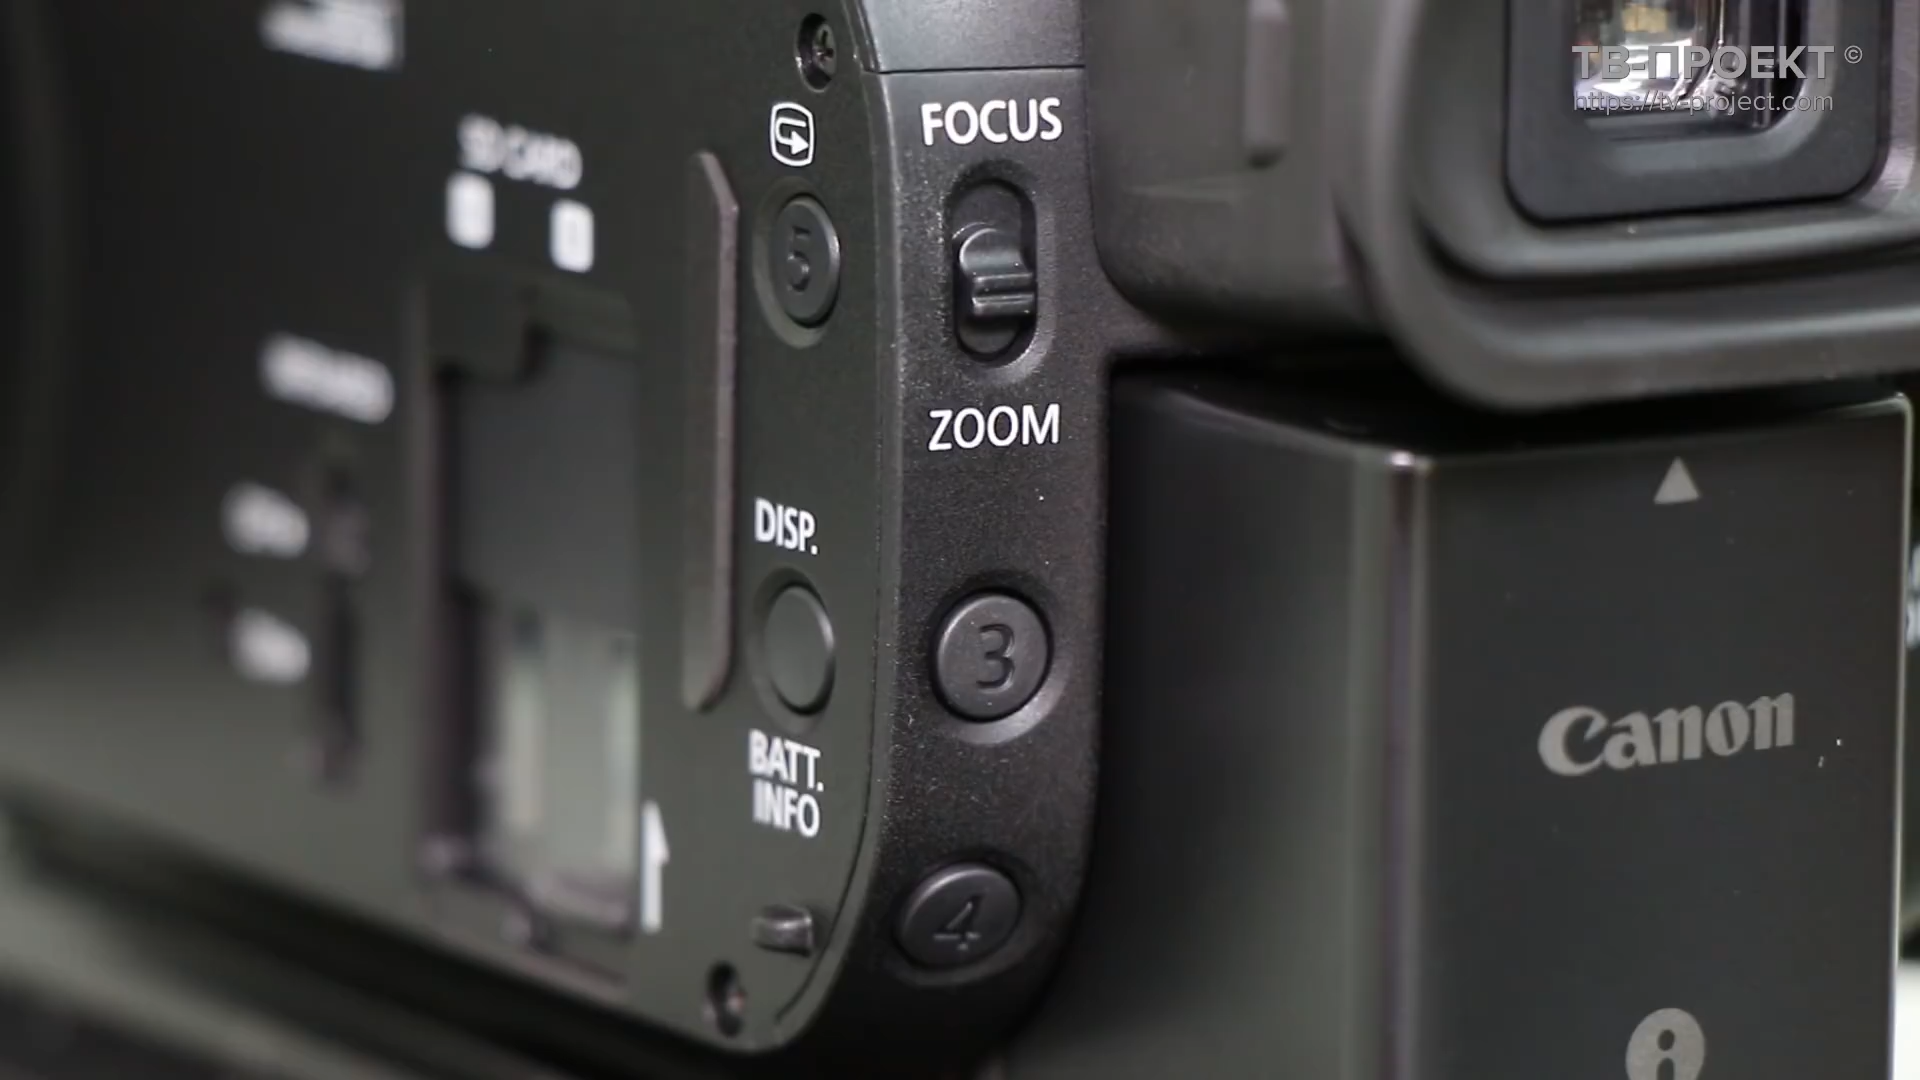 ТВ-ПРОЕКТ ©
https://tv-project.com
FOCUS
SD CARD
5
ZOOM
DISP.
3
BATT.
INFO
4
Canon
i